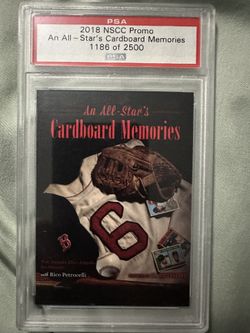 PSA
2018 NSCC Promo
An All-Star's Cardboard Memories
1186 of 2500
PSA
An All-Star's
Cardboard Memories
6
B
with Rico Petrocelli